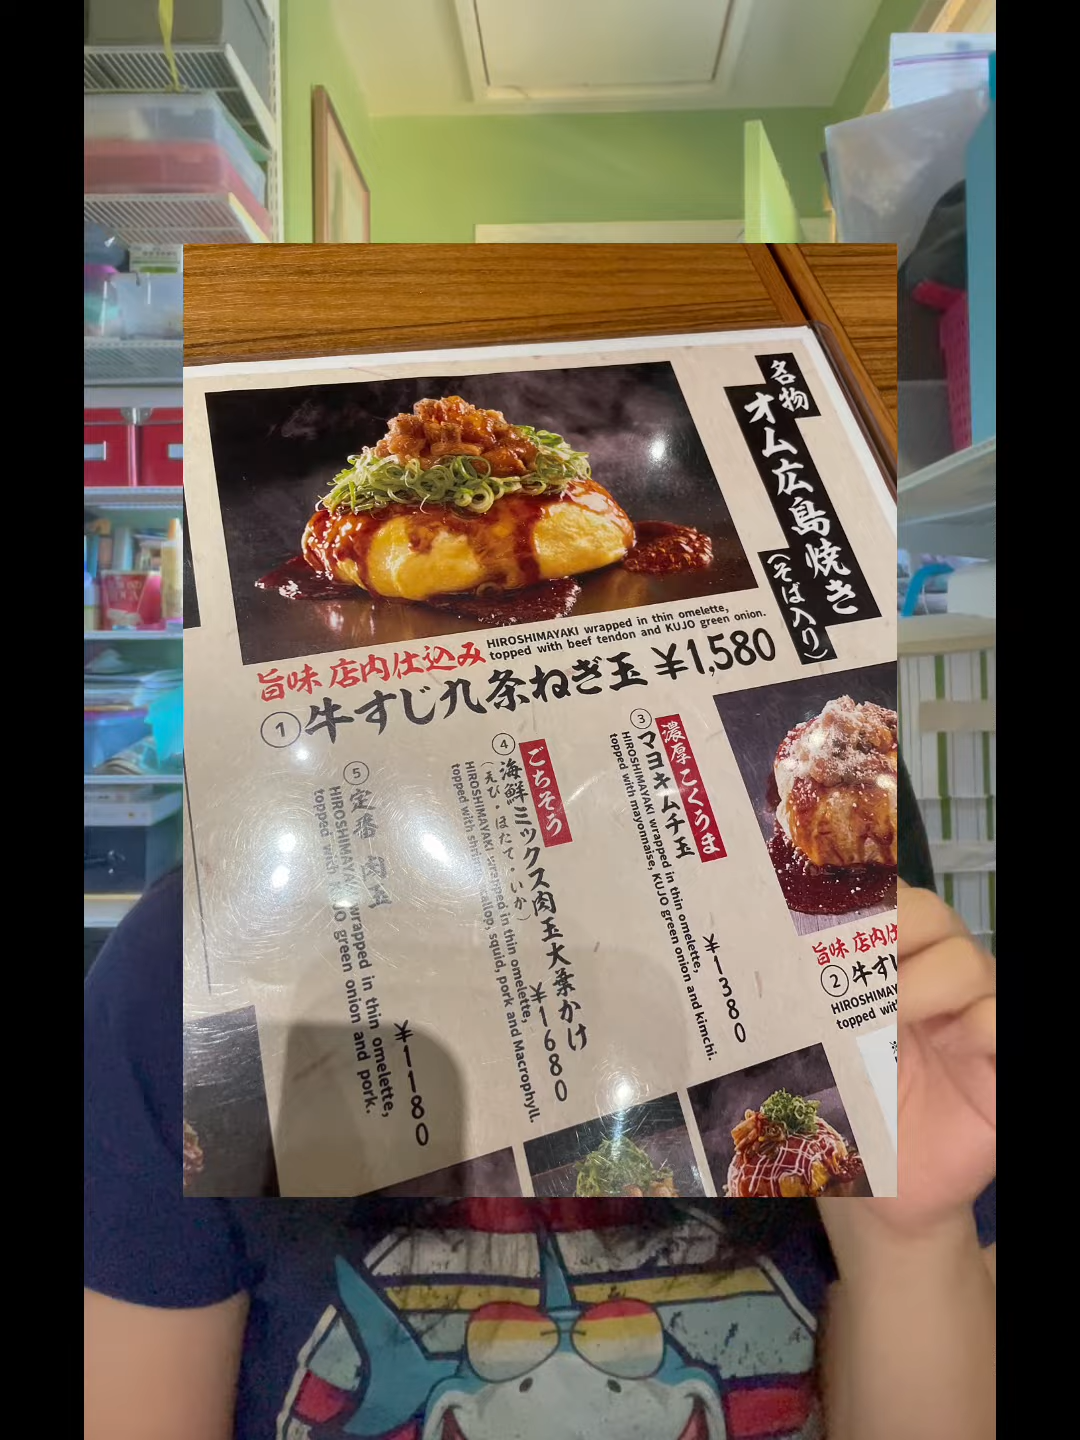 名物
オム広島焼き
(そば入り)
HIROSHIMAYAKI wrapped in thin omelette,
topped with beef tendon and KUJO green onion.
旨味 店内仕込み
①牛すじ九条ねぎ玉 ¥1,580
旨味 店内仕
②牛す
HIROSHIMAYA
topped wit
濃厚こくうま
③マヨキムチ玉
HIROSHIMAYAKI wrapped in thin omelette,
topped with mayonnaise, KUJO green onion and kimchi.
¥1380
ごちそう
④海鮮ミックス肉玉大葉かけ
(えび・ほたて・いか)
HIROSHIMAYAKI wrapped in thin omelette,
topped with shrimp, scallop, squid, pork and Macrophyll.
¥1680
⑤定番 肉玉
HIROSHIMAYAKI wrapped in thin omelette,
topped with KUJO green onion and pork.
¥1180